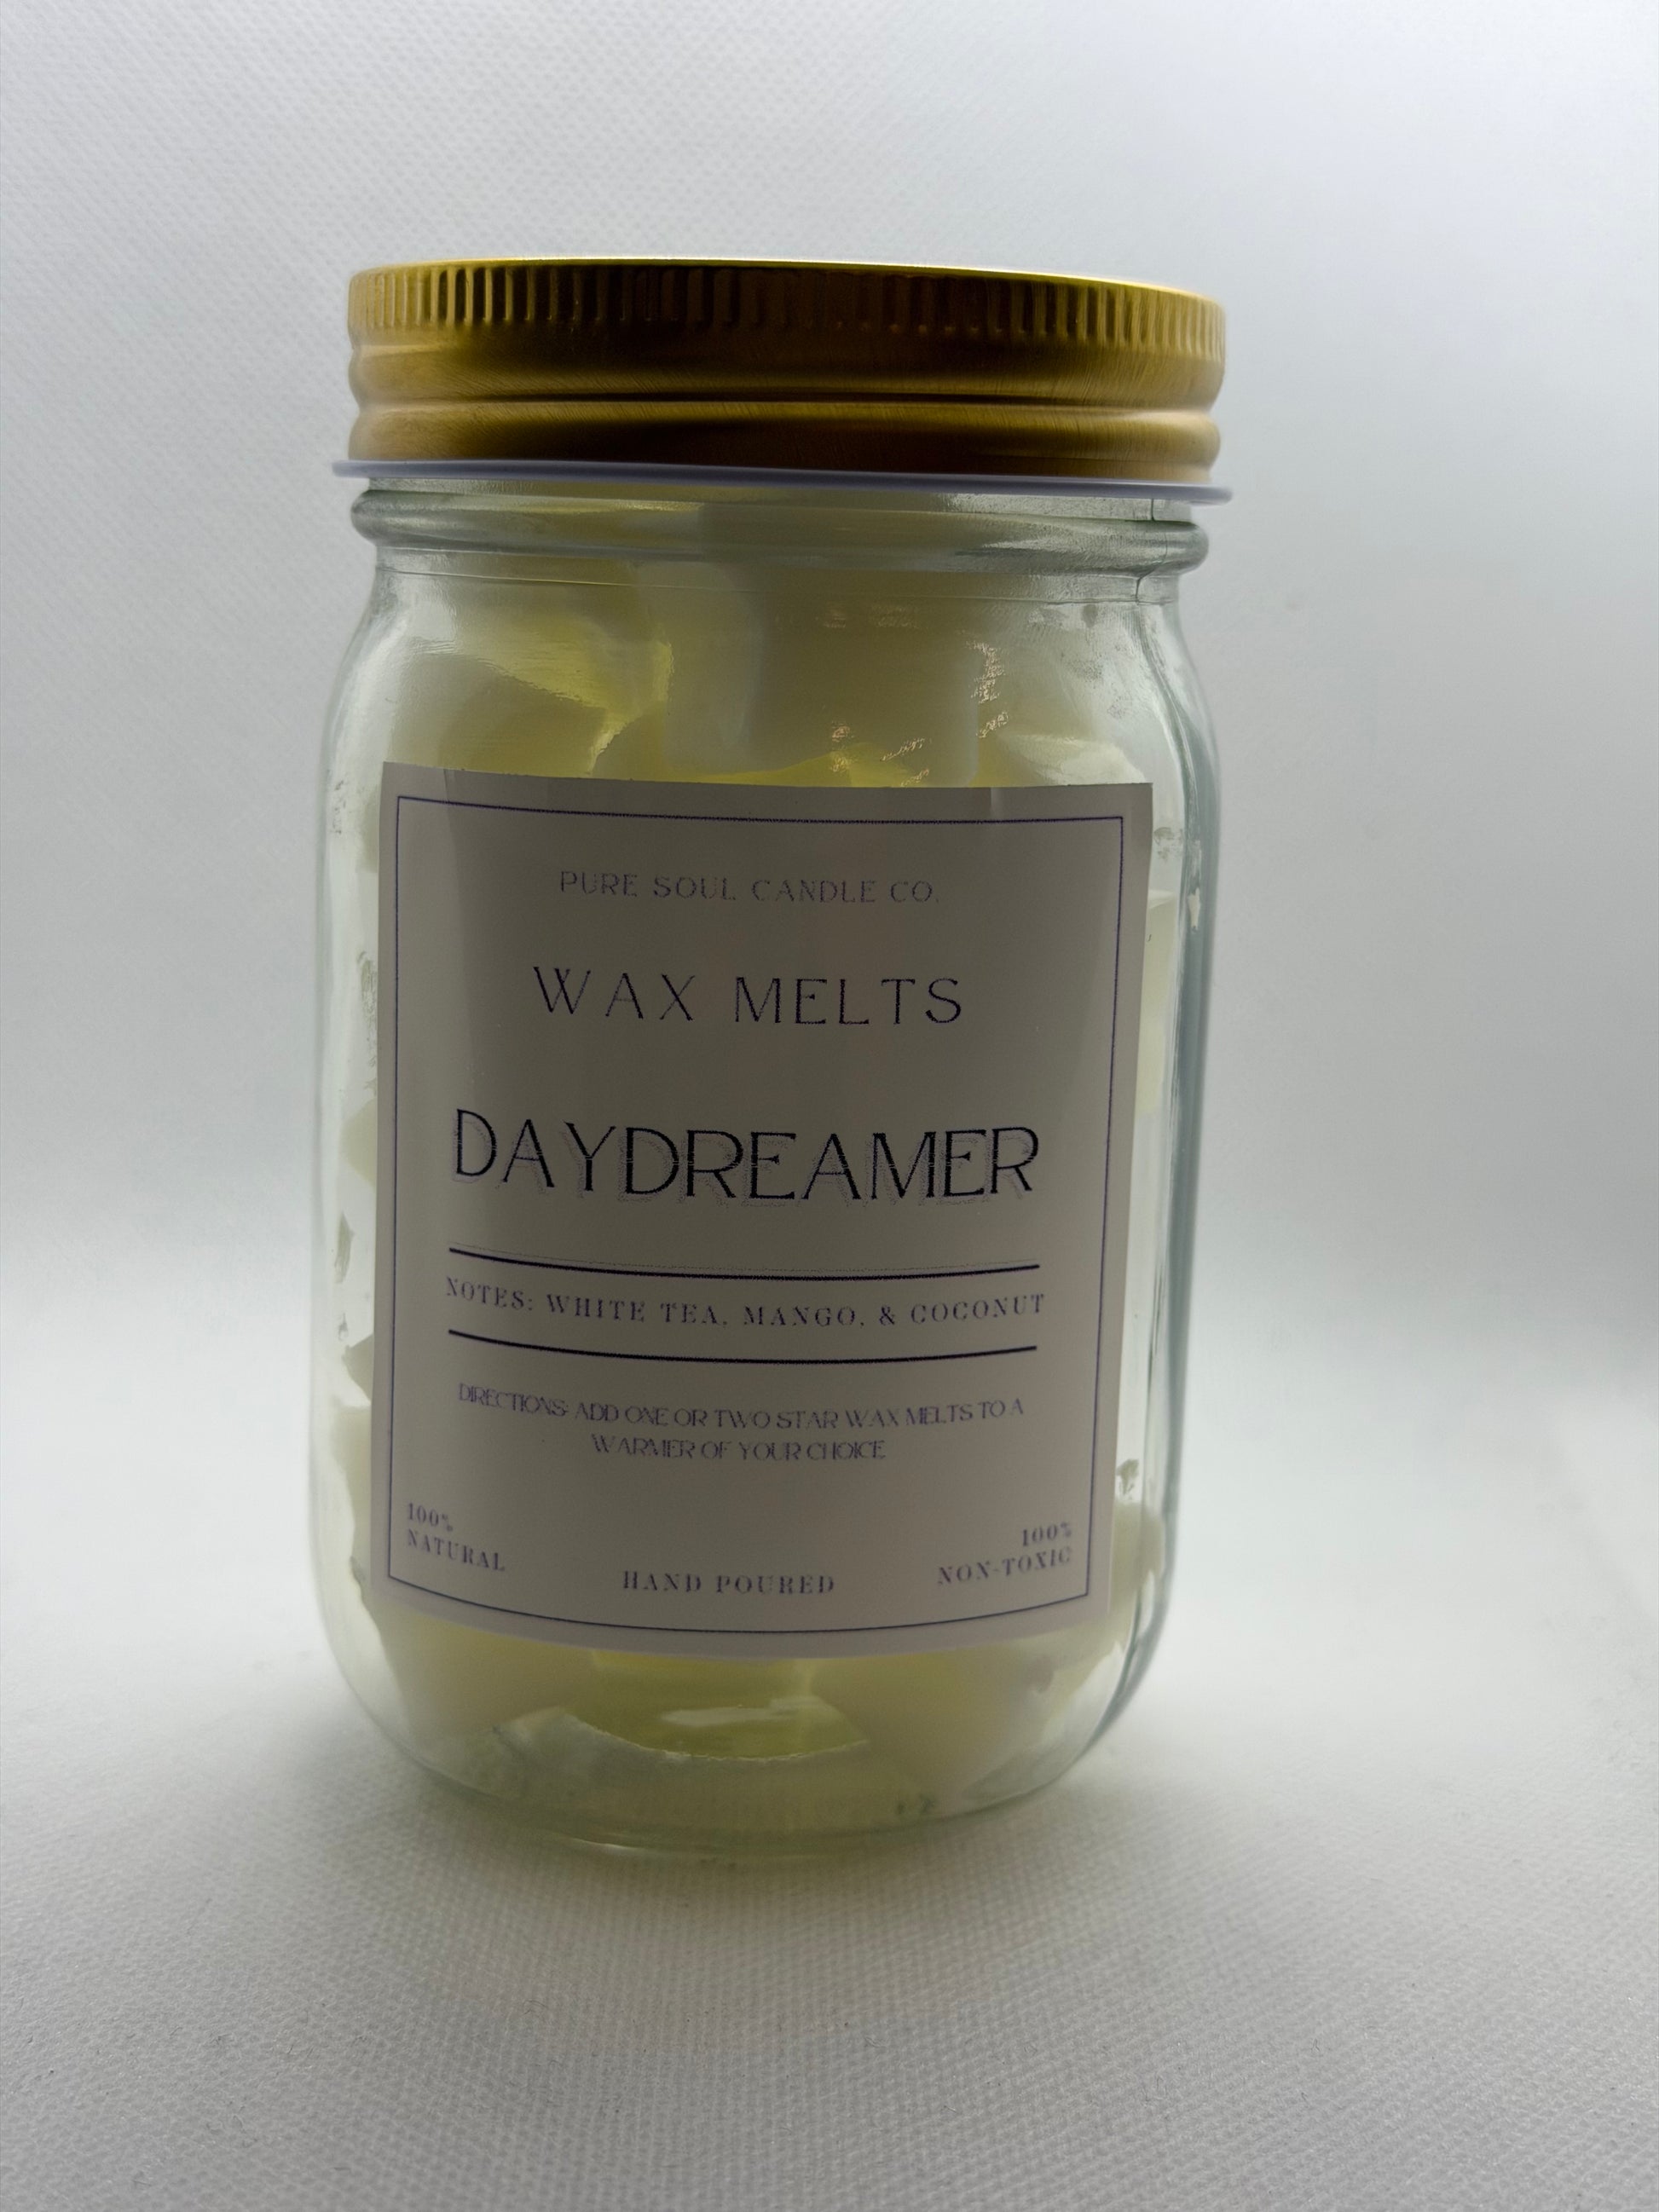 PURE SOUL CANDLE CO.
WAX MELTS
DAYDREAMER
NOTES: WHITE TEA, MANGO, & COCONUT
DIRECTIONS: ADD ONE OR TWO STAR WAX MELTS TO A
WARMER OF YOUR CHOICE
100%
NATURAL
HAND POURED
100%
NON-TOXIC